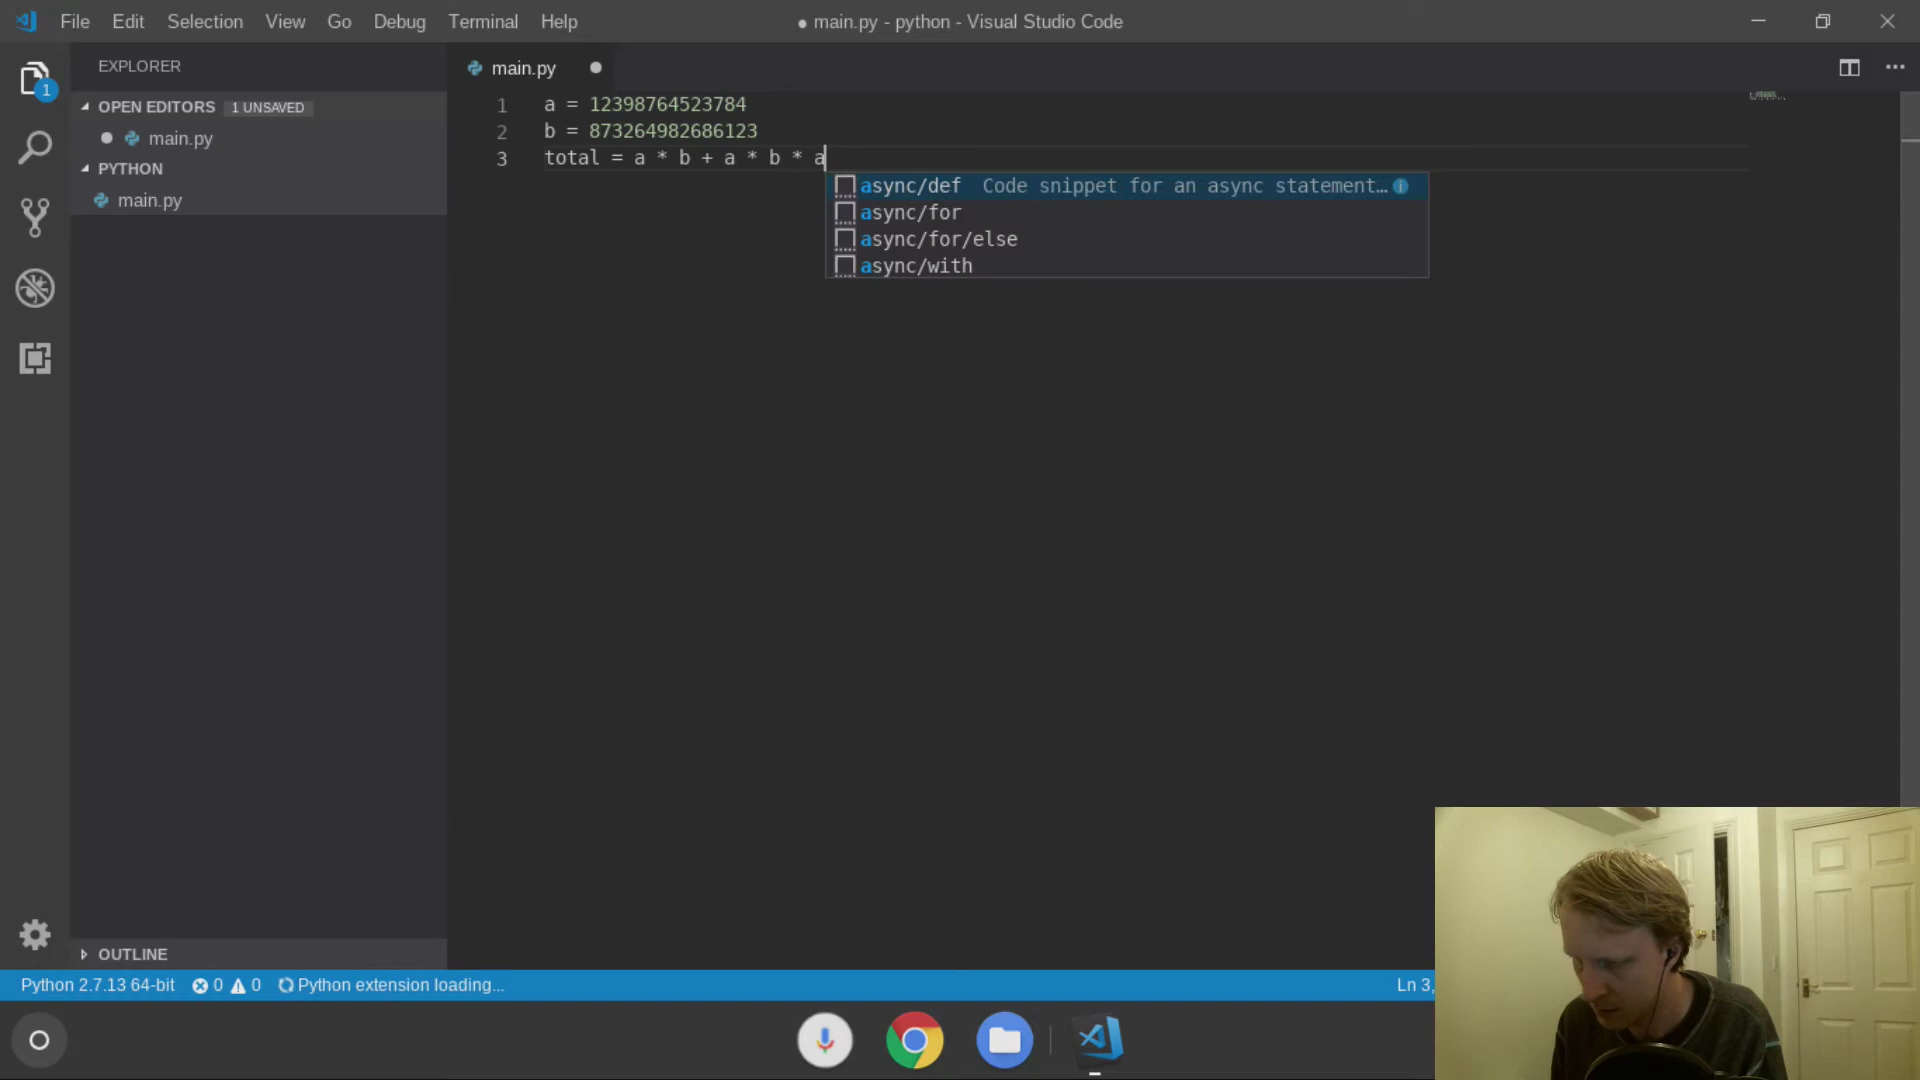 File Edit Selection View Go Debug Terminal Help
● main.py - python - Visual Studio Code
EXPLORER
1
OPEN EDITORS 1 UNSAVED
main.py
PYTHON
main.py
OUTLINE
main.py
1 a = 12398764523784
2 b = 873264982686123
3 total = a * b + a * b * a
async/def Code snippet for an async statement…
async/for
async/for/else
async/with
Python 2.7.13 64-bit 0 0 Python extension loading... Ln 3,